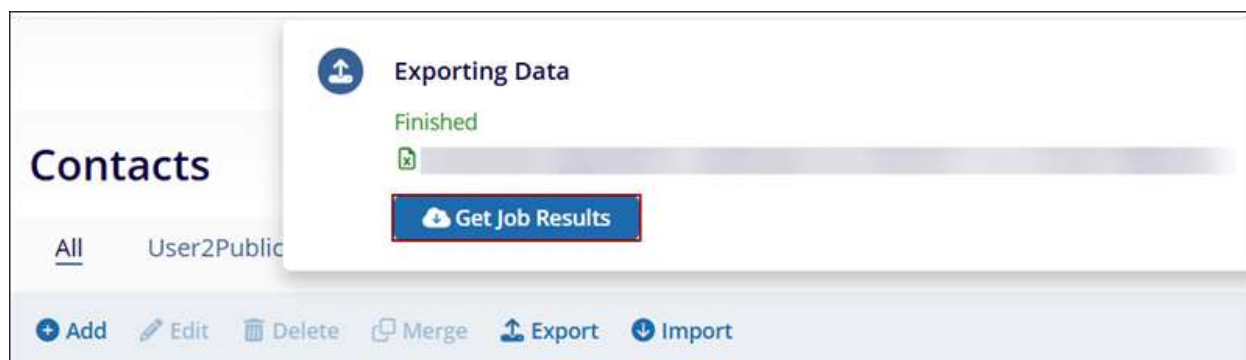 Exporting Data
Finished
Get Job Results
Contacts
All User2Public
Add Edit Delete Merge Export Import